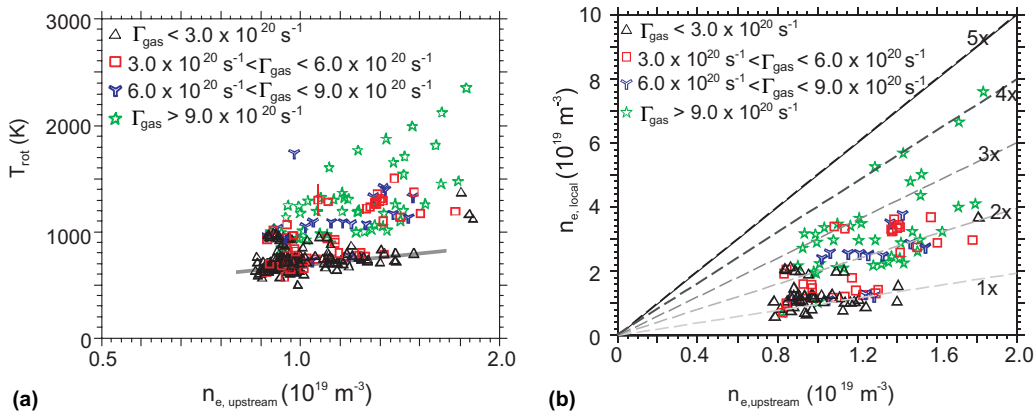 3000
2000
1000
0
T_rot (K)
Γ_gas < 3.0 x 10^20 s^-1
3.0 x 10^20 s^-1 < Γ_gas < 6.0 x 10^20 s^-1
6.0 x 10^20 s^-1 < Γ_gas < 9.0 x 10^20 s^-1
Γ_gas > 9.0 x 10^20 s^-1
0.5
1.0
2.0
(a)
n_e, upstream (10^19 m^-3)
10
8
6
4
2
0
n_e,local (10^19 m^-3)
Γ_gas < 3.0 x 10^20 s^-1
3.0 x 10^20 s^-1 < Γ_gas < 6.0 x 10^20 s^-1
6.0 x 10^20 s^-1 < Γ_gas < 9.0 x 10^20 s^-1
Γ_gas > 9.0 x 10^20 s^-1
5x
4x
3x
2x
1x
0
0.4
0.8
1.2
1.6
2.0
(b)
n_e,upstream (10^19 m^-3)